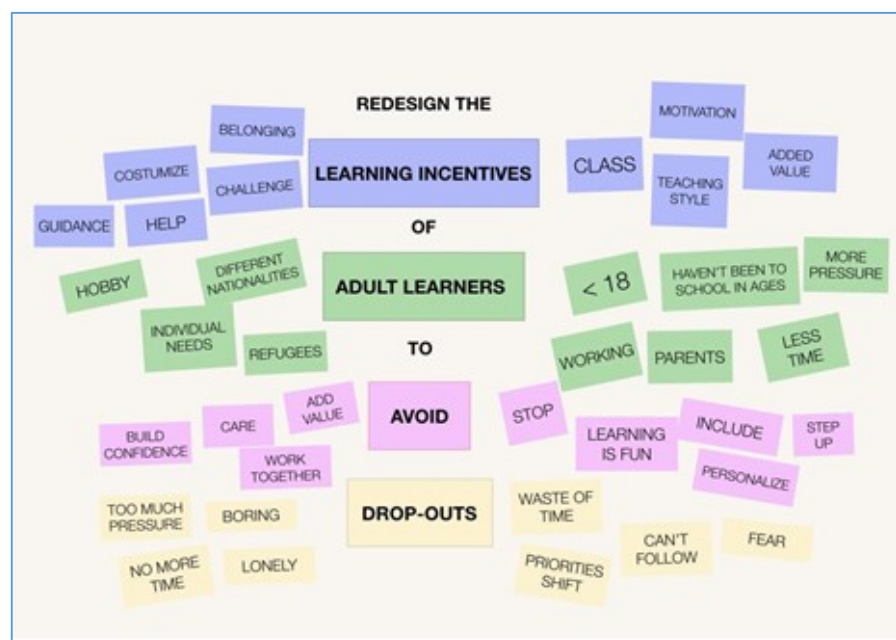 REDESIGN THE
MOTIVATION
BELONGING
LEARNING INCENTIVES
CLASS
ADDED
VALUE
COSTUMIZE
CHALLENGE
TEACHING
STYLE
GUIDANCE
HELP
OF
HOBBY
DIFFERENT
NATIONALITIES
ADULT LEARNERS
< 18
HAVEN'T BEEN TO
SCHOOL IN AGES
MORE
PRESSURE
INDIVIDUAL
NEEDS
REFUGEES
TO
WORKING
PARENTS
LESS
TIME
BUILD
CONFIDENCE
CARE
ADD
VALUE
WORK
TOGETHER
AVOID
STOP
LEARNING
IS FUN
INCLUDE
STEP
UP
PERSONALIZE
TOO MUCH
PRESSURE
BORING
DROP-OUTS
WASTE OF
TIME
NO MORE
TIME
LONELY
PRIORITIES
SHIFT
CAN'T
FOLLOW
FEAR